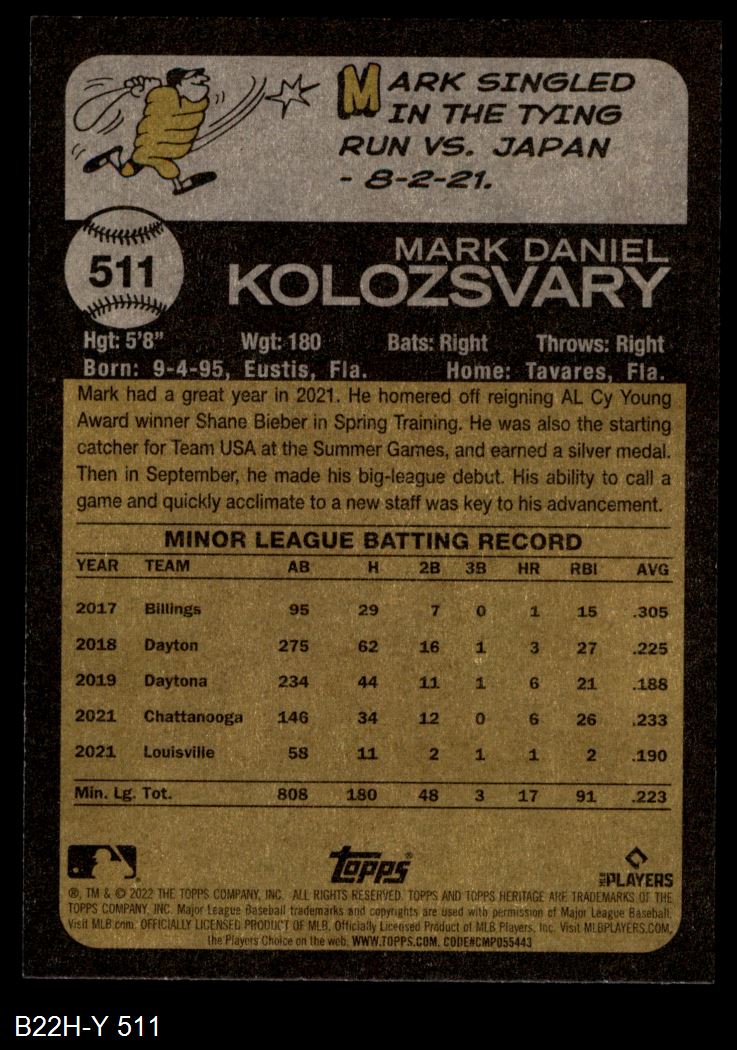 MARK SINGLED
IN THE TYING
RUN VS. JAPAN
- 8-2-21.
511
MARK DANIEL
KOLOZSVARY
Hgt: 5'8" Wgt: 180 Bats: Right Throws: Right
Born: 9-4-95, Eustis, Fla. Home: Tavares, Fla.
Mark had a great year in 2021. He homered off reigning AL Cy Young
Award winner Shane Bieber in Spring Training. He was also the starting
catcher for Team USA at the Summer Games, and earned a silver medal.
Then in September, he made his big-league debut. His ability to call a
game and quickly acclimate to a new staff was key to his advancement.
MINOR LEAGUE BATTING RECORD
YEAR TEAM AB H 2B 3B HR RBI AVG
2017 Billings 95 29 7 0 1 15 .305
2018 Dayton 275 62 16 1 3 27 .225
2019 Daytona 234 44 11 1 6 21 .188
2021 Chattanooga 146 34 12 0 6 26 .233
2021 Louisville 58 11 2 1 1 2 .190
Min. Lg. Tot. 808 180 48 3 17 91 .223
Topps®
MLB PLAYERS
®, TM & © 2022 THE TOPPS COMPANY, INC. ALL RIGHTS RESERVED. TOPPS AND TOPPS HERITAGE ARE TRADEMARKS OF THE
TOPPS COMPANY, INC. Major League Baseball trademarks and copyrights are used with permission of Major League Baseball.
Visit MLB.com. OFFICIALLY LICENSED PRODUCT OF MLB. Officially Licensed Product of MLB Players, Inc. Visit MLBPLAYERS.COM,
the Players Choice on the web. WWW.TOPPS.COM. CODE#CMP055443
B22H-Y 511